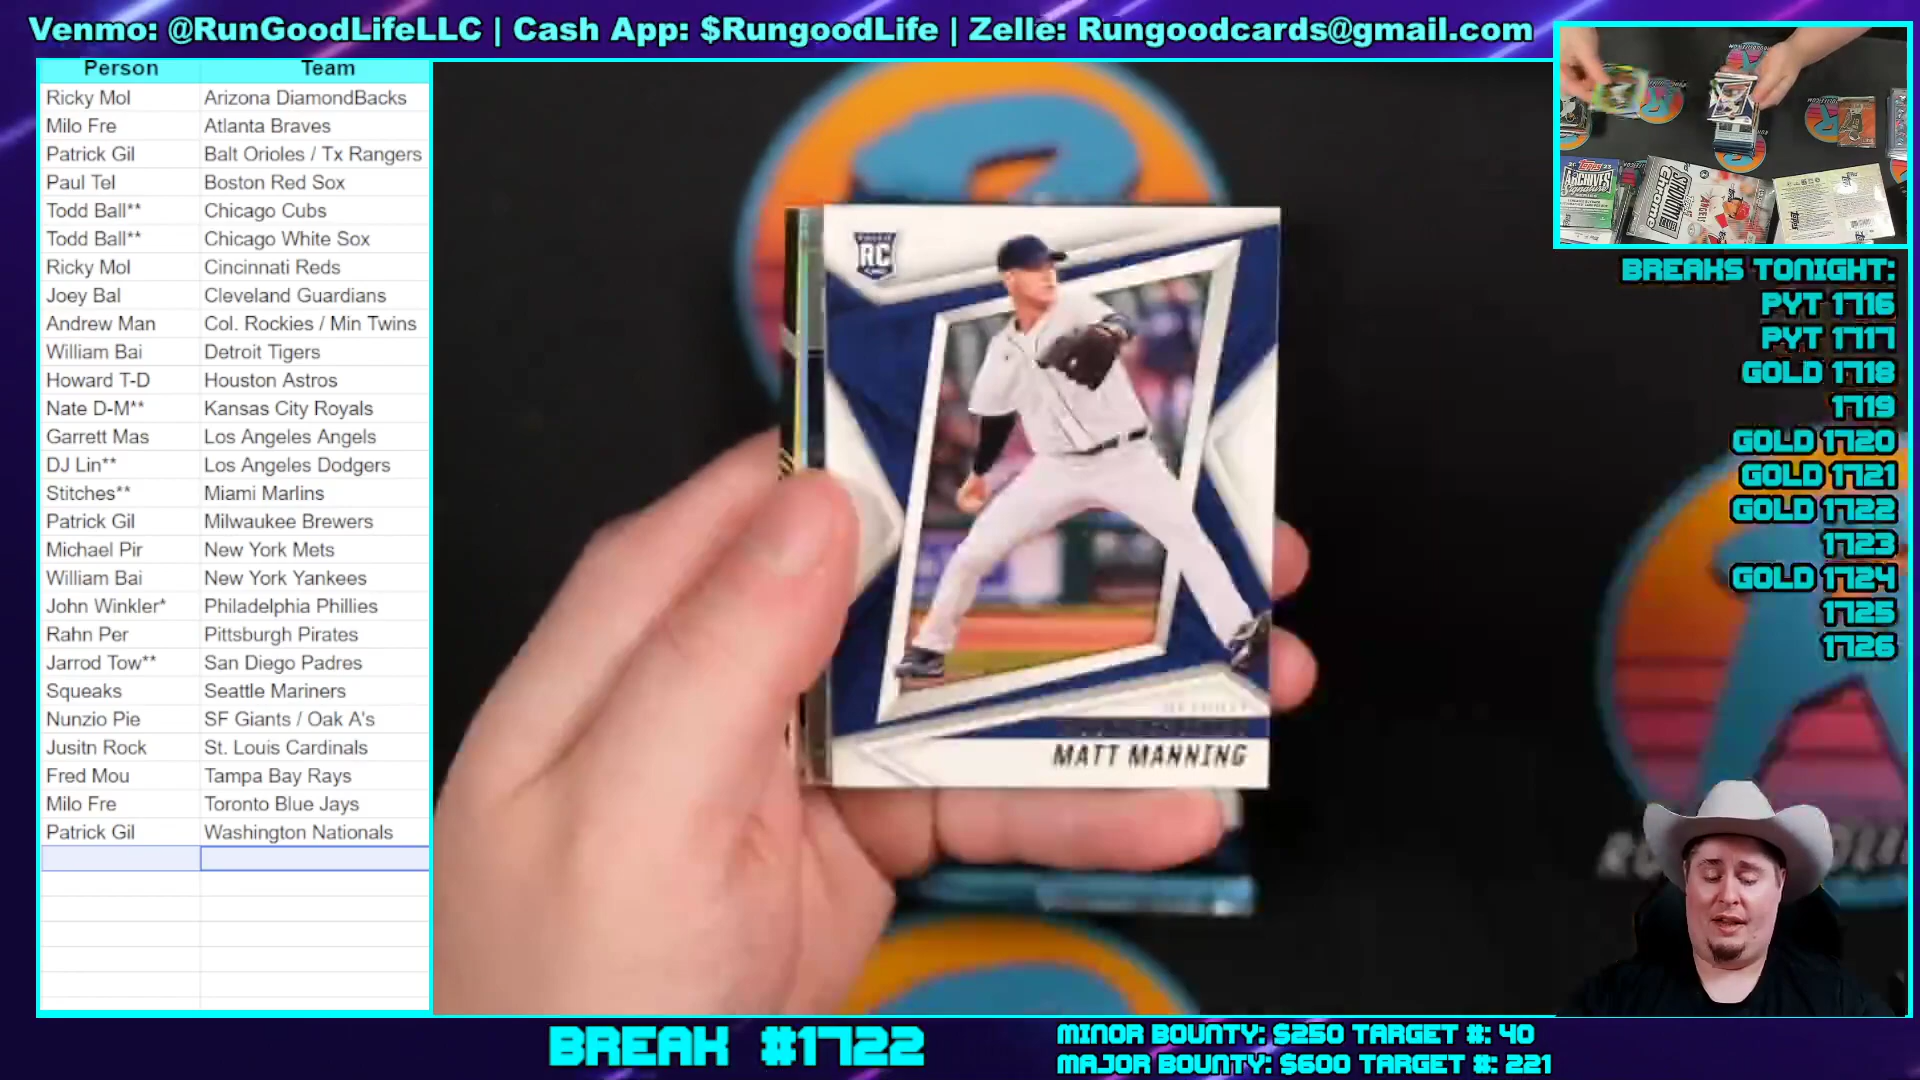 Venmo: @RunGoodLifeLLC | Cash App: $RungoodLife | Zelle: Rungoodcards@gmail.com
Person Team
Ricky Mol Arizona DiamondBacks
Milo Fre Atlanta Braves
Patrick Gil Balt Orioles / Tx Rangers
Paul Tel Boston Red Sox
Todd Ball** Chicago Cubs
Todd Ball** Chicago White Sox
Ricky Mol Cincinnati Reds
Joey Bal Cleveland Guardians
Andrew Man Col. Rockies / Min Twins
William Bai Detroit Tigers
Howard T-D Houston Astros
Nate D-M** Kansas City Royals
Garrett Mas Los Angeles Angels
DJ Lin** Los Angeles Dodgers
Stitches** Miami Marlins
Patrick Gil Milwaukee Brewers
Michael Pir New York Mets
William Bai New York Yankees
John Winkler* Philadelphia Phillies
Rahn Per Pittsburgh Pirates
Jarrod Tow** San Diego Padres
Squeaks Seattle Mariners
Nunzio Pie SF Giants / Oak A's
Jusitn Rock St. Louis Cardinals
Fred Mou Tampa Bay Rays
Milo Fre Toronto Blue Jays
Patrick Gil Washington Nationals
RC
MATT MANNING
Topps
ARCHIVES
Signature
STADIUM
Chrome
ANGELS
BREAKS TONIGHT:
PYT 1716
PYT 1717
GOLD 1718
1719
GOLD 1720
GOLD 1721
GOLD 1722
1723
GOLD 1724
1725
1726
BREAK #1722
MINOR BOUNTY: $250 TARGET #: 40
MAJOR BOUNTY: $600 TARGET #: 221